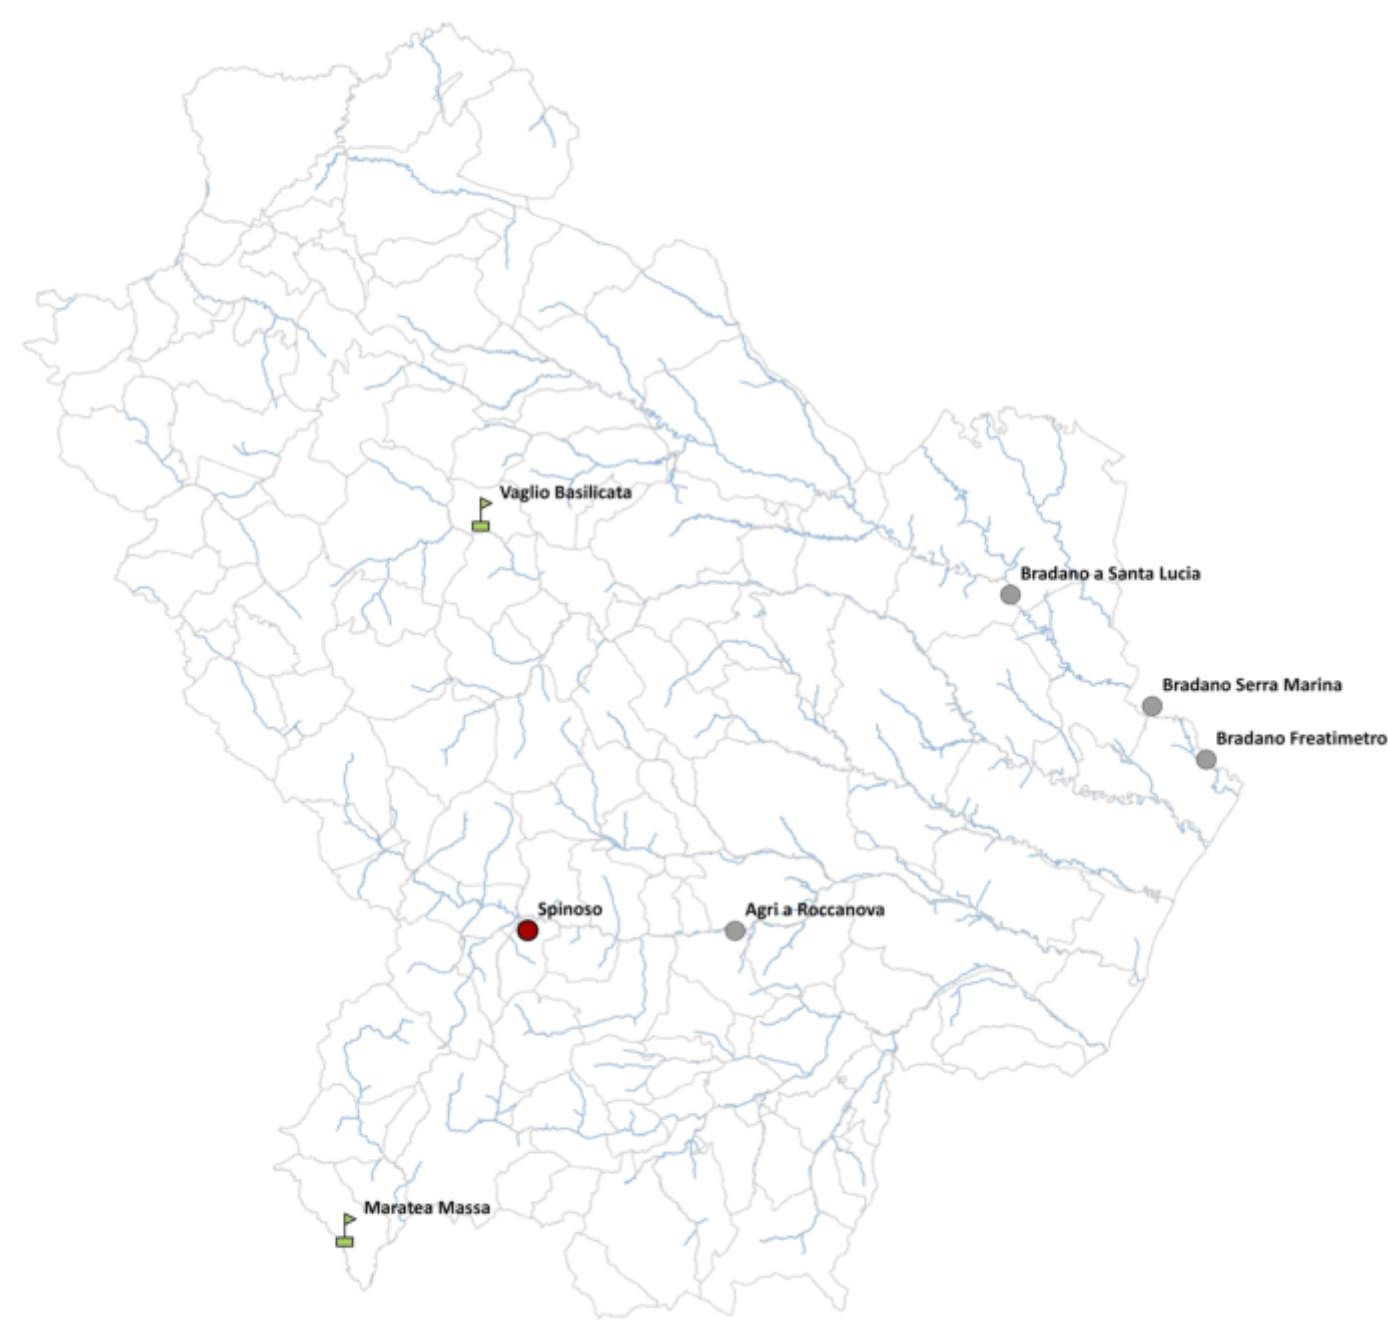 Vaglio Basilicata
Bradano a Santa Lucia
Bradano Serra Marina
Bradano Freatimetro
Spinoso
Agri a Roccanova
Maratea Massa